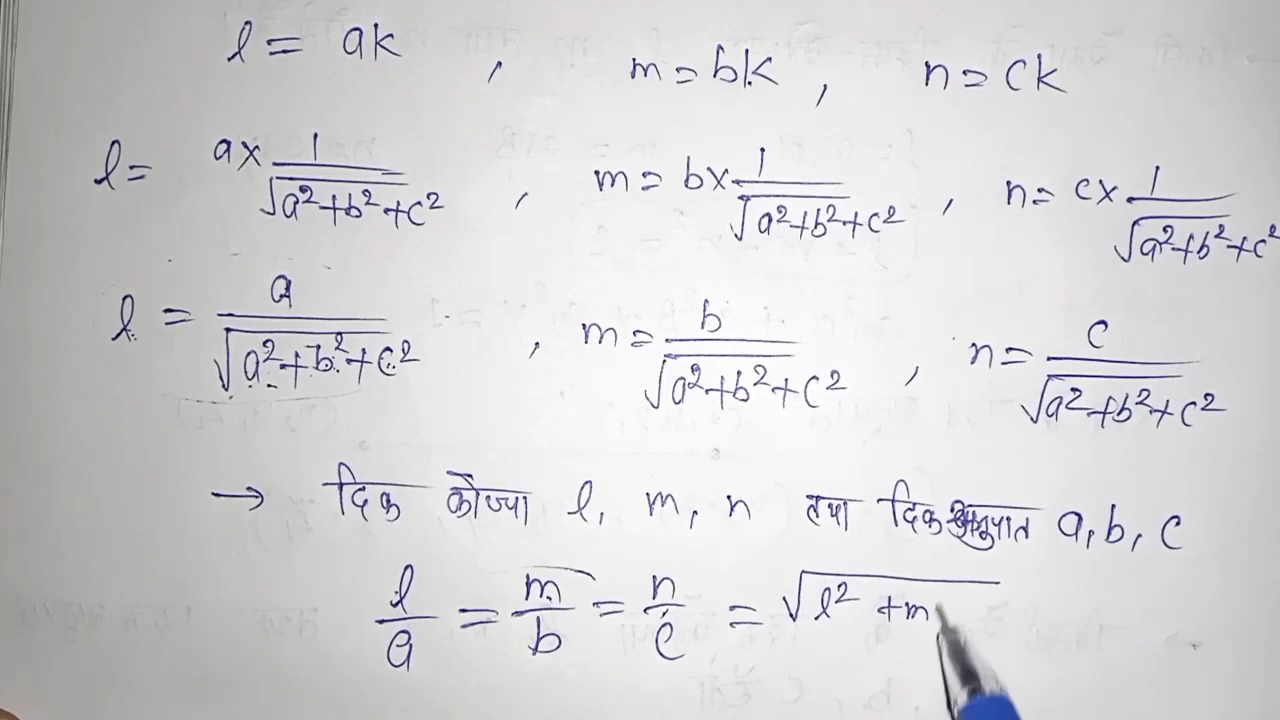 l = ak , m = bk , n = ck
l = a× 1/√a²+b²+c² , m = b× 1/√a²+b²+c² , n = c× 1/√a²+b²+c²
l = a/√a²+b²+c² , m = b/√a²+b²+c² , n = c/√a²+b²+c²
→ दिक कोज्या l, m, n तथा दिक अनुपात a, b, c
l/a = m/b = n/c = √l² +m